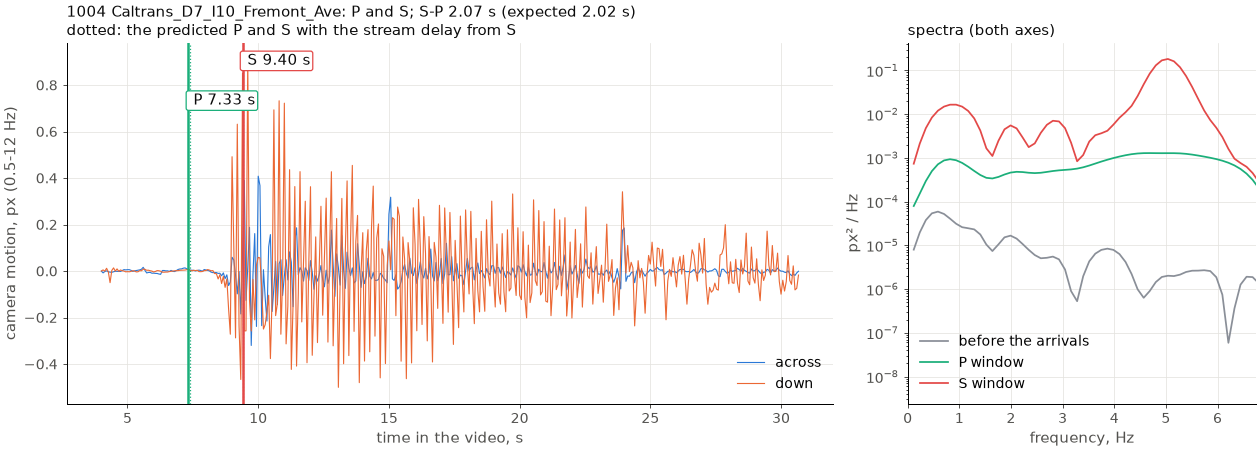 1004 Caltrans_D7_I10_Fremont_Ave: P and S; S-P 2.07 s (expected 2.02 s)
dotted: the predicted P and S with the stream delay from S
spectra (both axes)
S 9.40 s
P 7.33 s
camera motion, px (0.5-12 Hz)
0.8
0.6
0.4
0.2
0.0
−0.2
−0.4
5
10
15
20
25
30
time in the video, s
across
down
px² / Hz
10⁻¹
10⁻²
10⁻³
10⁻⁴
10⁻⁵
10⁻⁶
10⁻⁷
10⁻⁸
before the arrivals
P window
S window
0
1
2
3
4
5
6
frequency, Hz